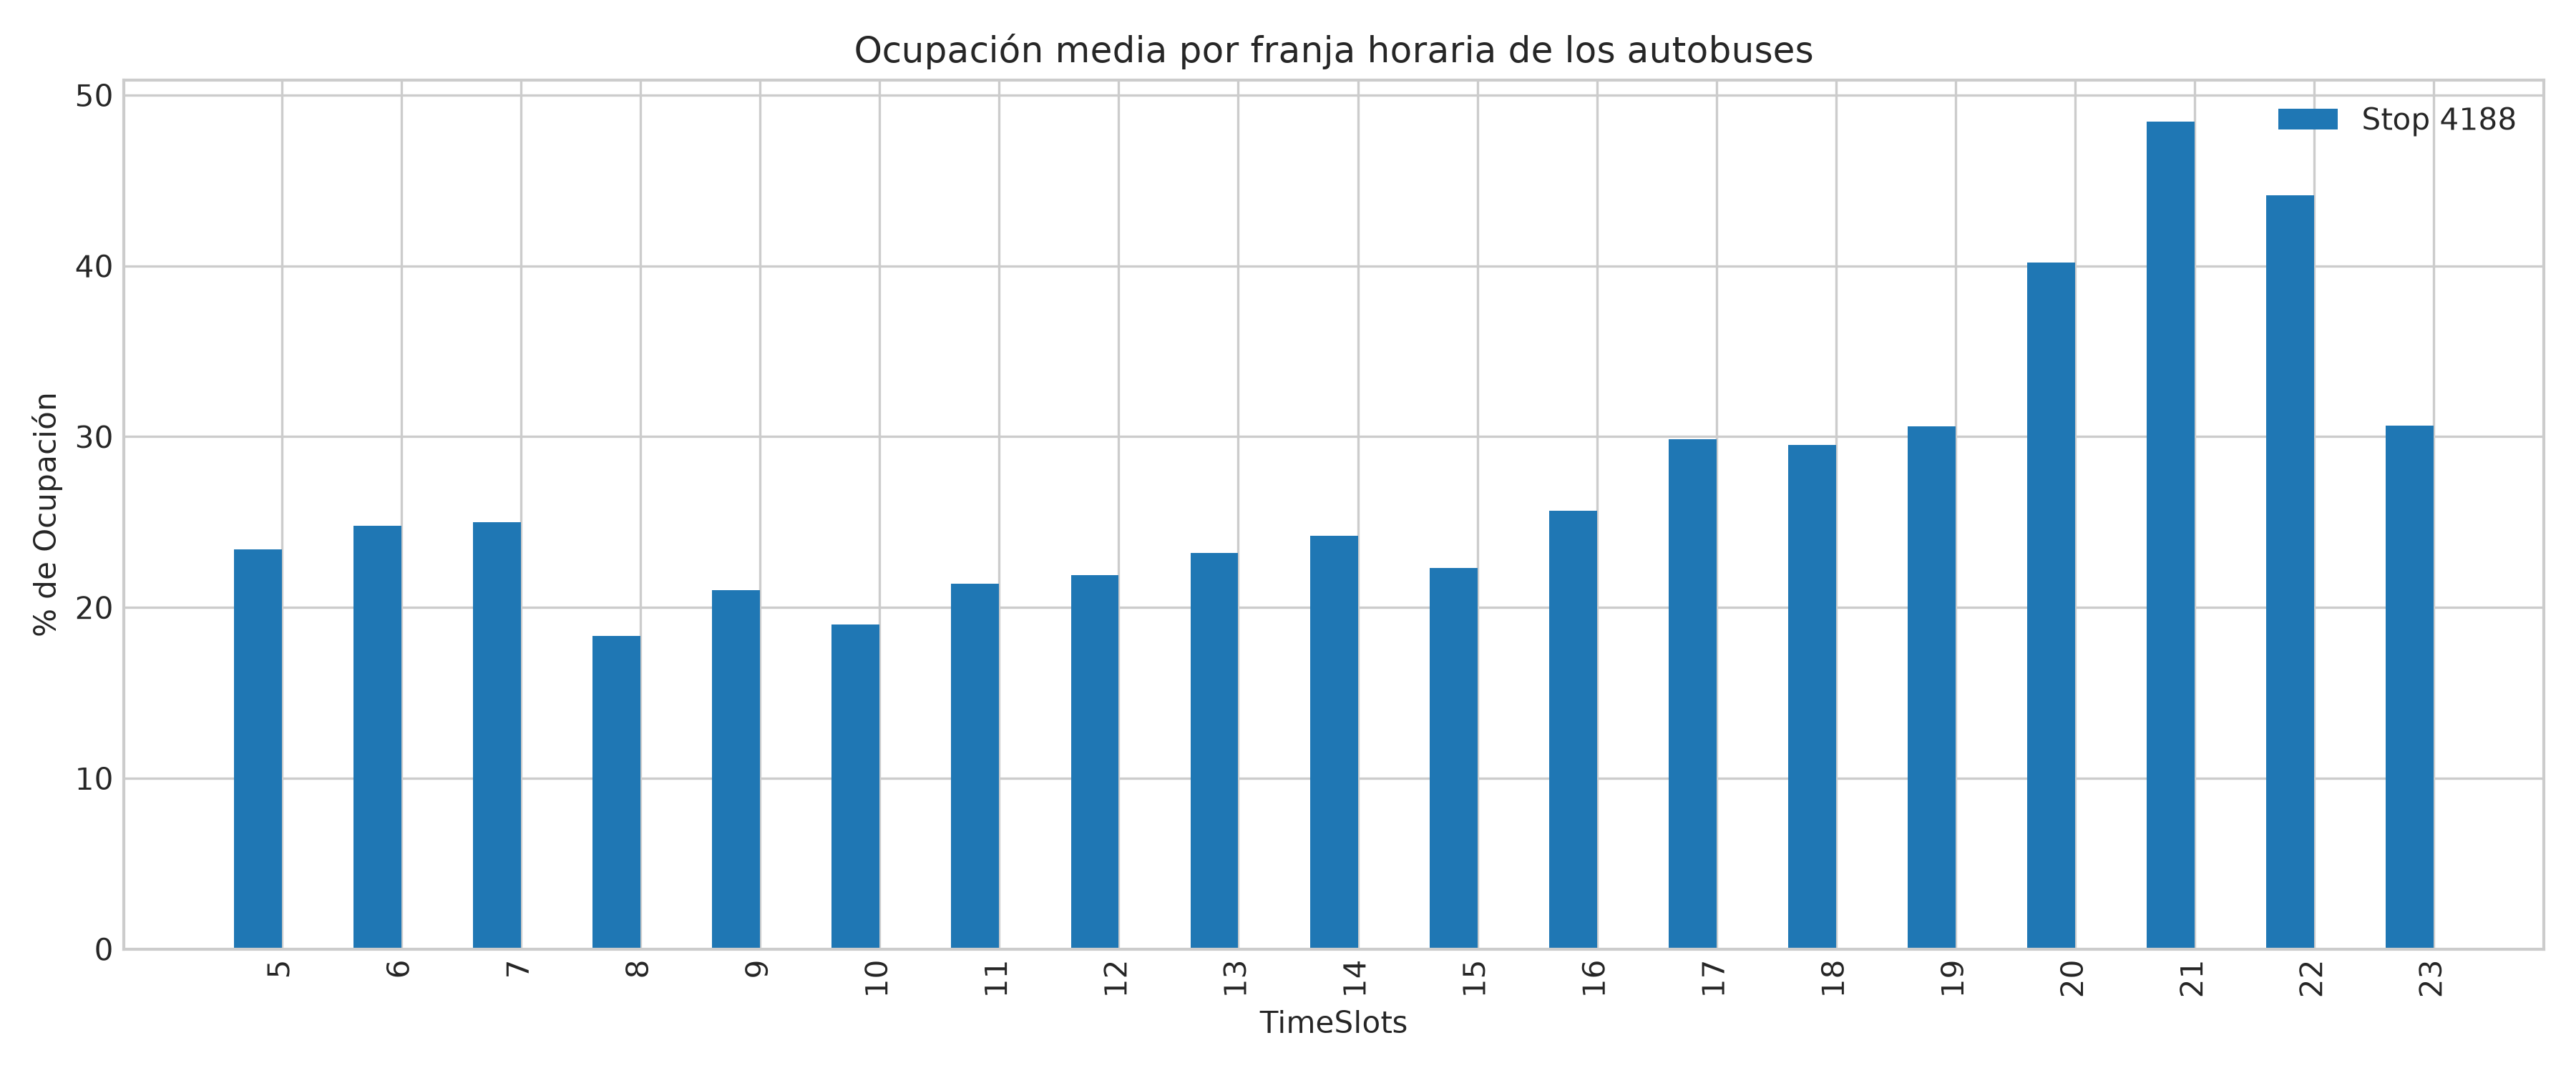 Ocupación media por franja horaria de los autobuses
Stop 4188
% de Ocupación
50
40
30
20
10
0
5 6 7 8 9 10 11 12 13 14 15 16 17 18 19 20 21 22 23
TimeSlots